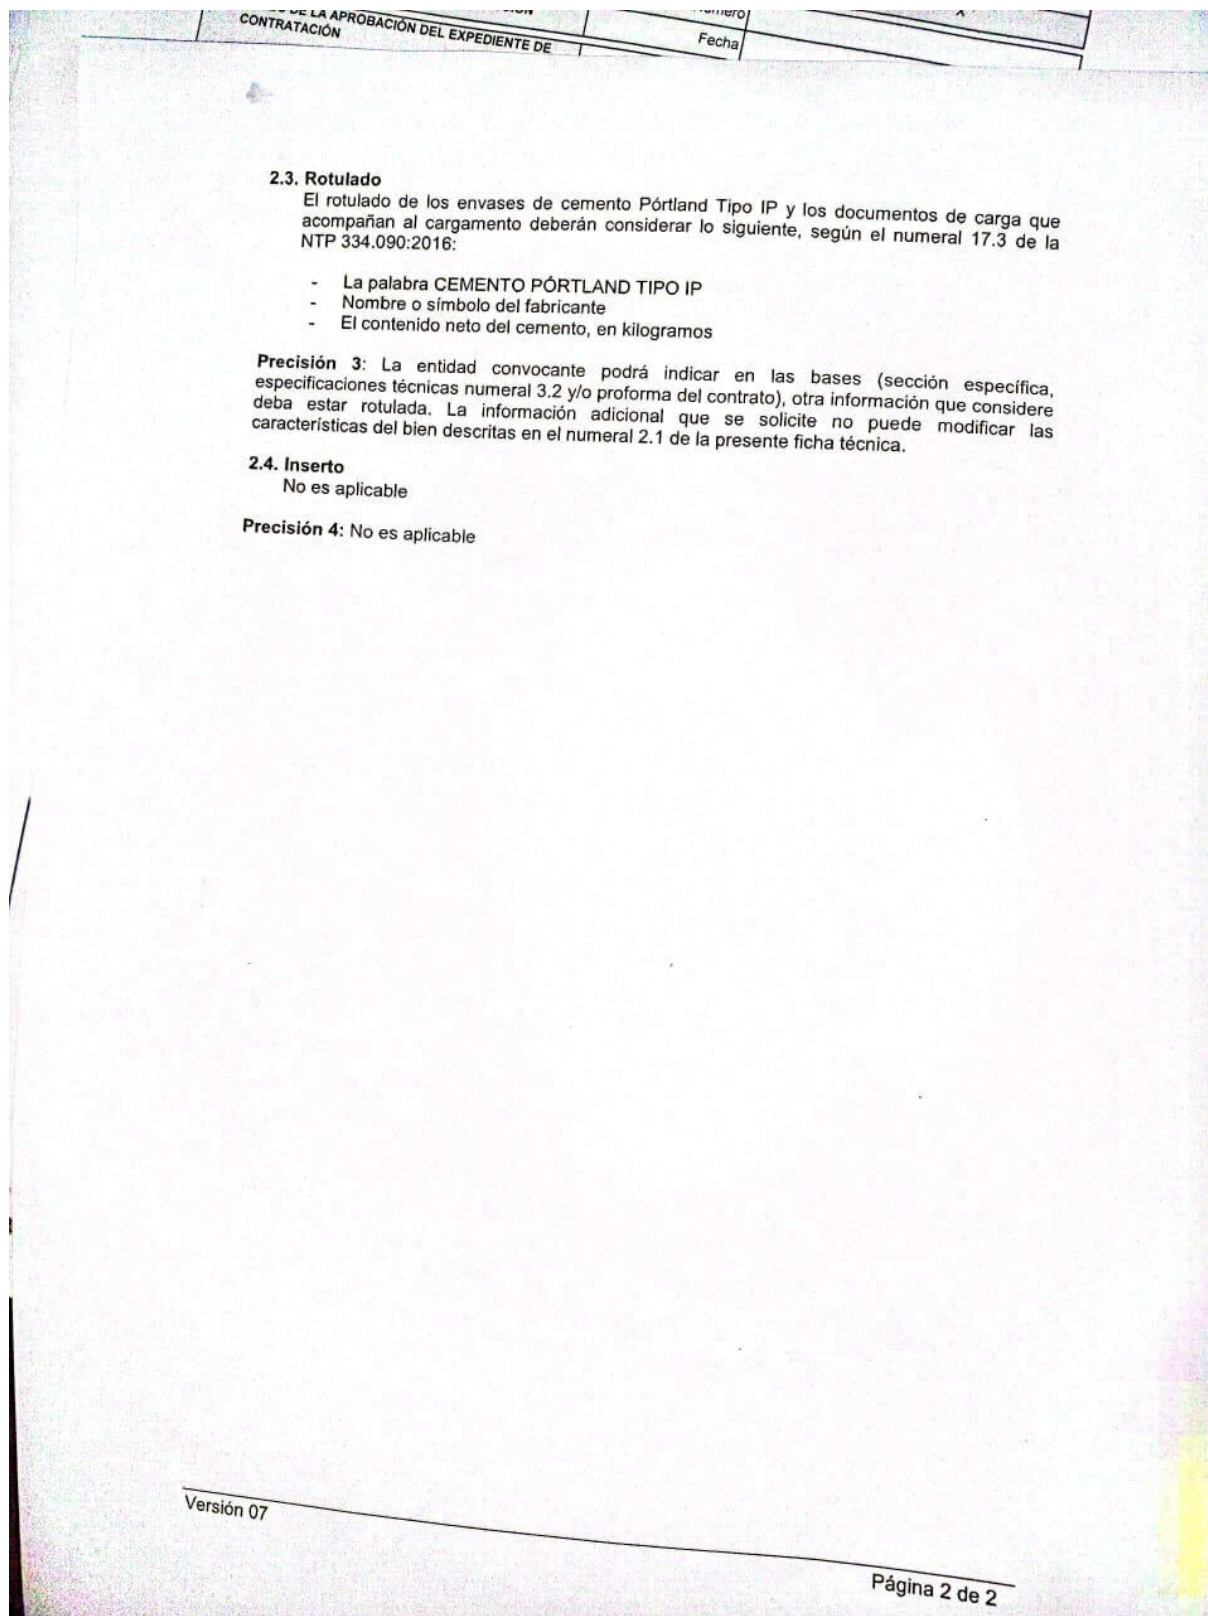 LA APROBACIÓN DEL EXPEDIENTE DE
CONTRATACIÓN
Fecha
2.3. Rotulado
El rotulado de los envases de cemento Pórtland Tipo IP y los documentos de carga que
acompañan al cargamento deberán considerar lo siguiente, según el numeral 17.3 de la
NTP 334.090:2016:
- La palabra CEMENTO PÓRTLAND TIPO IP
- Nombre o símbolo del fabricante
- El contenido neto del cemento, en kilogramos
Precisión 3: La entidad convocante podrá indicar en las bases (sección específica,
especificaciones técnicas numeral 3.2 y/o proforma del contrato), otra información que considere
deba estar rotulada. La información adicional que se solicite no puede modificar las
características del bien descritas en el numeral 2.1 de la presente ficha técnica.
2.4. Inserto
No es aplicable
Precisión 4: No es aplicable
Versión 07
Página 2 de 2